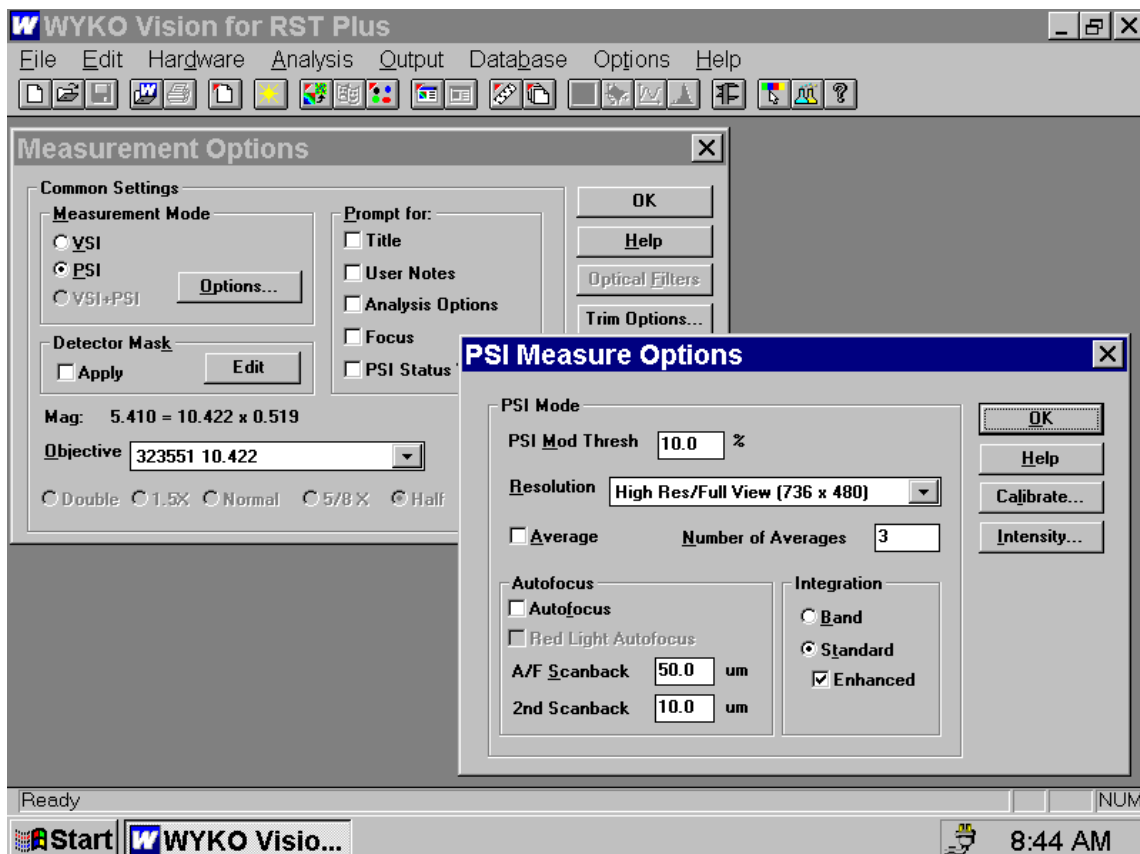 WYKO Vision for RST Plus
File Edit Hardware Analysis Output Database Options Help
Measurement Options
Common Settings
Measurement Mode
VSI
PSI
VSI+PSI
Options...
Prompt for:
Title
User Notes
Analysis Options
Focus
PSI Status
OK
Help
Optical Filters
Trim Options...
Detector Mask
Apply
Edit
Mag: 5.410 = 10.422 x 0.519
Objective 323551 10.422
Double 1.5X Normal 5/8 X Half
PSI Measure Options
PSI Mode
PSI Mod Thresh 10.0 %
Resolution High Res/Full View (736 x 480)
Average Number of Averages 3
Autofocus
Autofocus
Red Light Autofocus
A/F Scanback 50.0 um
2nd Scanback 10.0 um
Integration
Band
Standard
Enhanced
OK
Help
Calibrate...
Intensity...
Ready NUM
Start WYKO Visio... 8:44 AM